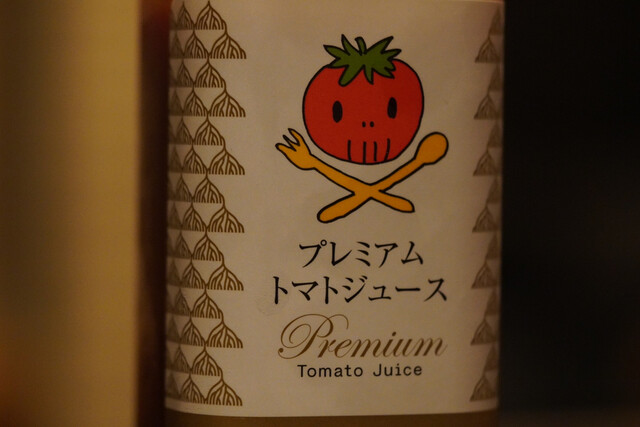 プレミアム
トマトジュース
Premium
Tomato Juice